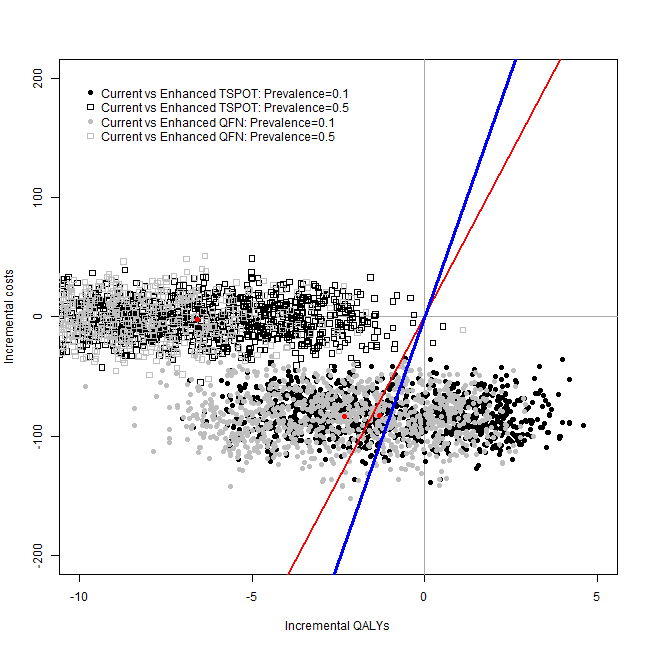 Current vs Enhanced TSPOT: Prevalence=0.1
Current vs Enhanced TSPOT: Prevalence=0.5
Current vs Enhanced QFN: Prevalence=0.1
Current vs Enhanced QFN: Prevalence=0.5
Incremental costs
200
100
0
-100
-200
-10
-5
0
5
Incremental QALYs